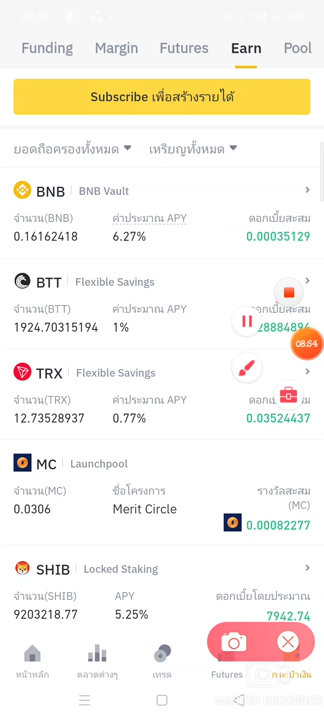 Funding Margin Futures Earn Pool
Subscribe เพื่อสร้างรายได้
ยอดถือครองทั้งหมด เหรียญทั้งหมด
BNB BNB Vault
จำนวน(BNB) ค่าประมาณ APY ดอกเบี้ยสะสม
0.16162418 6.27% 0.00035129
BTT Flexible Savings
จำนวน(BTT) ค่าประมาณ APY ดอกเบี้ยสะสม
1924.70315194 1%
08:54
TRX Flexible Savings
จำนวน(TRX) ค่าประมาณ APY
12.73528937 0.77% 0.03524437
MC Launchpool
จำนวน(MC) ชื่อโครงการ รางวัลสะสม
(MC)
0.0306 Merit Circle 0.00082277
SHIB Locked Staking
จำนวน(SHIB) APY ดอกเบี้ยโดยประมาณ
9203218.77 5.25% 7942.74
หน้าหลัก ตลาดต่างๆ เทรด Futures กระเป๋าเงิน